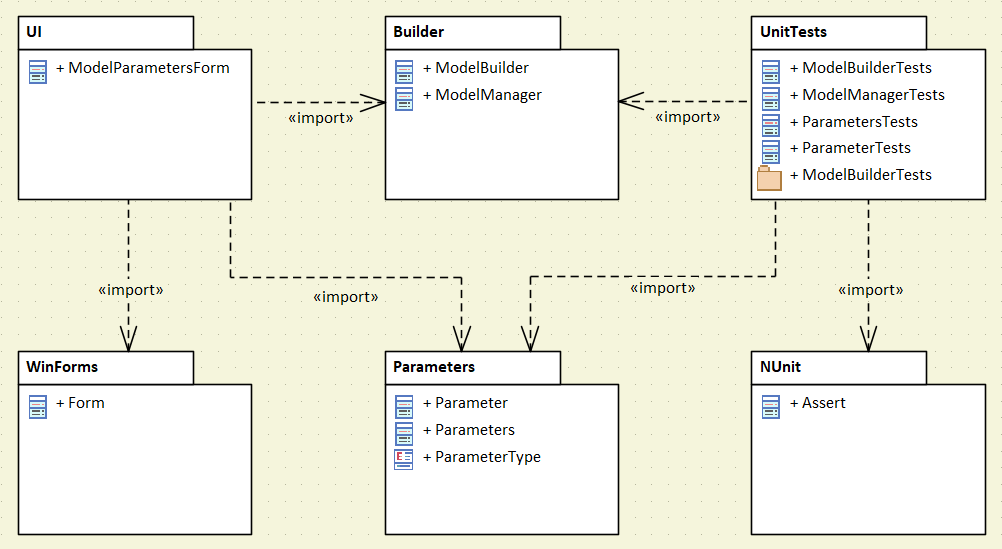 UI
+ ModelParametersForm
Builder
+ ModelBuilder
+ ModelManager
UnitTests
+ ModelBuilderTests
+ ModelManagerTests
+ ParametersTests
+ ParameterTests
+ ModelBuilderTests
«import»
«import»
«import»
«import»
«import»
«import»
WinForms
+ Form
Parameters
+ Parameter
+ Parameters
E
+ ParameterType
NUnit
+ Assert